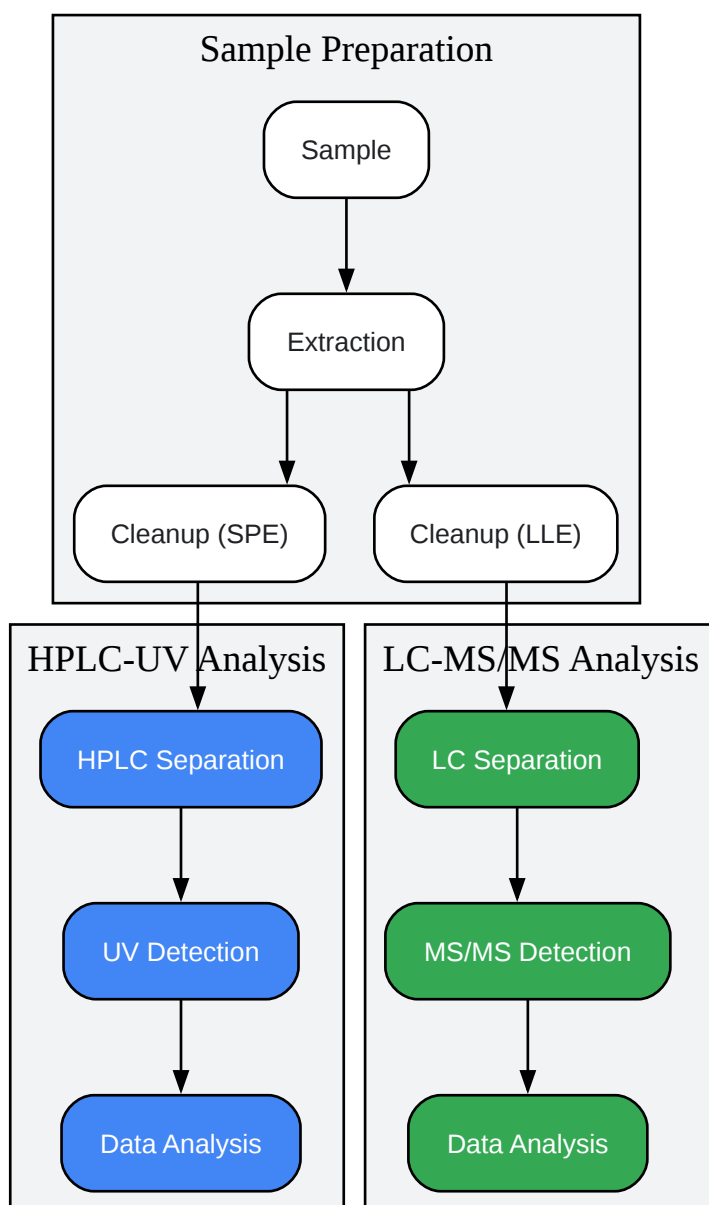 Sample Preparation
Sample
Extraction
Cleanup (SPE)
Cleanup (LLE)
HPLC-UV Analysis
HPLC Separation
UV Detection
Data Analysis
LC-MS/MS Analysis
LC Separation
MS/MS Detection
Data Analysis